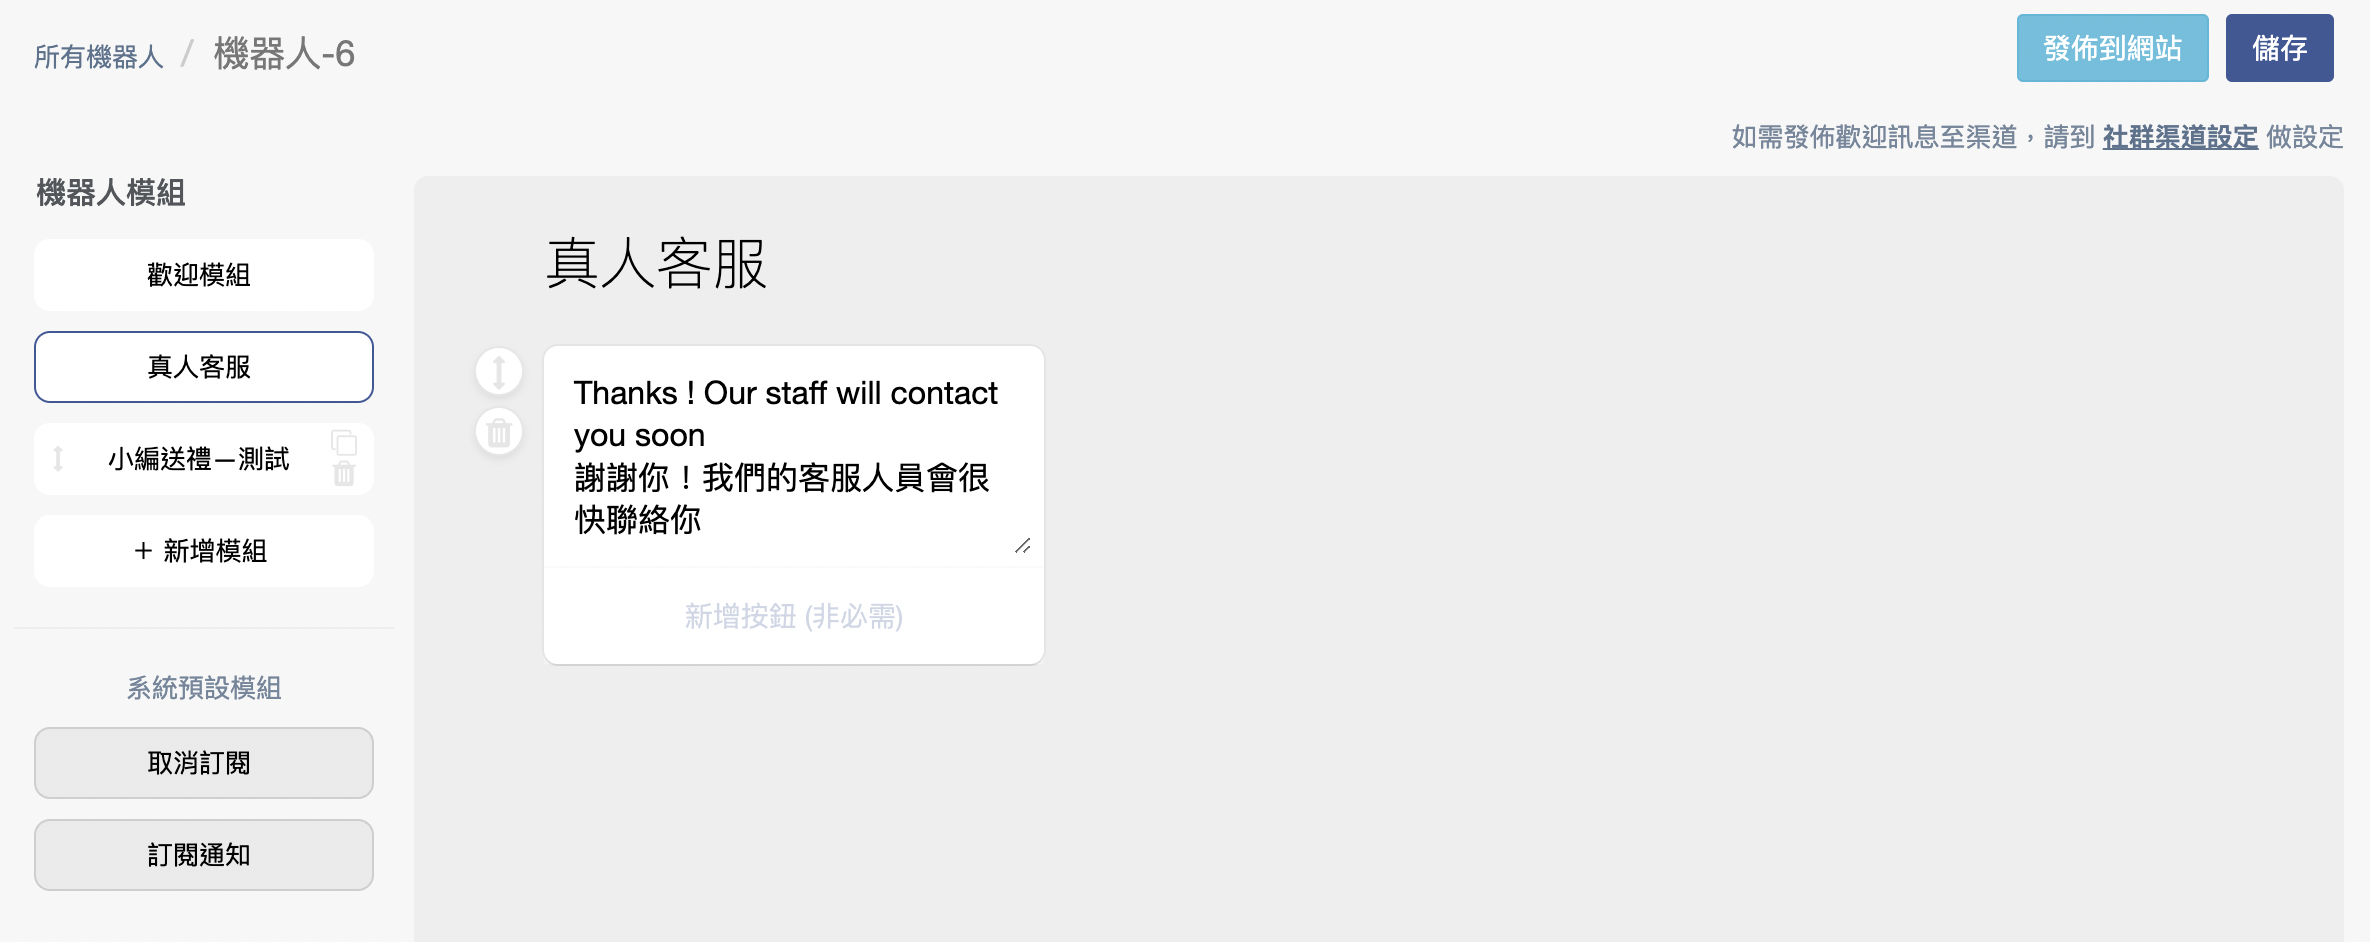 所有機器人 / 機器人-6
發佈到網站
儲存
如需發佈歡迎訊息至渠道，請到 社群渠道設定 做設定
機器人模組
歡迎模組
真人客服
小編送禮－測試
+ 新增模組
系統預設模組
取消訂閱
訂閱通知
真人客服
Thanks ! Our staff will contact
you soon
謝謝你！我們的客服人員會很
快聯絡你
新增按鈕 (非必需)